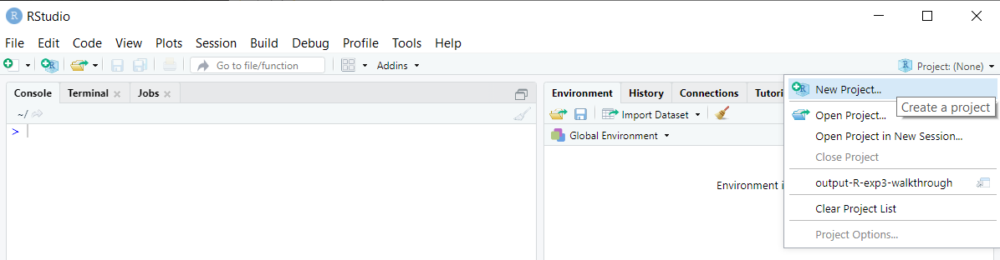 RStudio
File Edit Code View Plots Session Build Debug Profile Tools Help
Go to file/function Addins Project: (None)
Console Terminal Jobs
~/
>
Environment History Connections Tutori
Import Dataset
Global Environment
Environment i
New Project...
Create a project
Open Project...
Open Project in New Session...
Close Project
output-R-exp3-walkthrough
Clear Project List
Project Options...